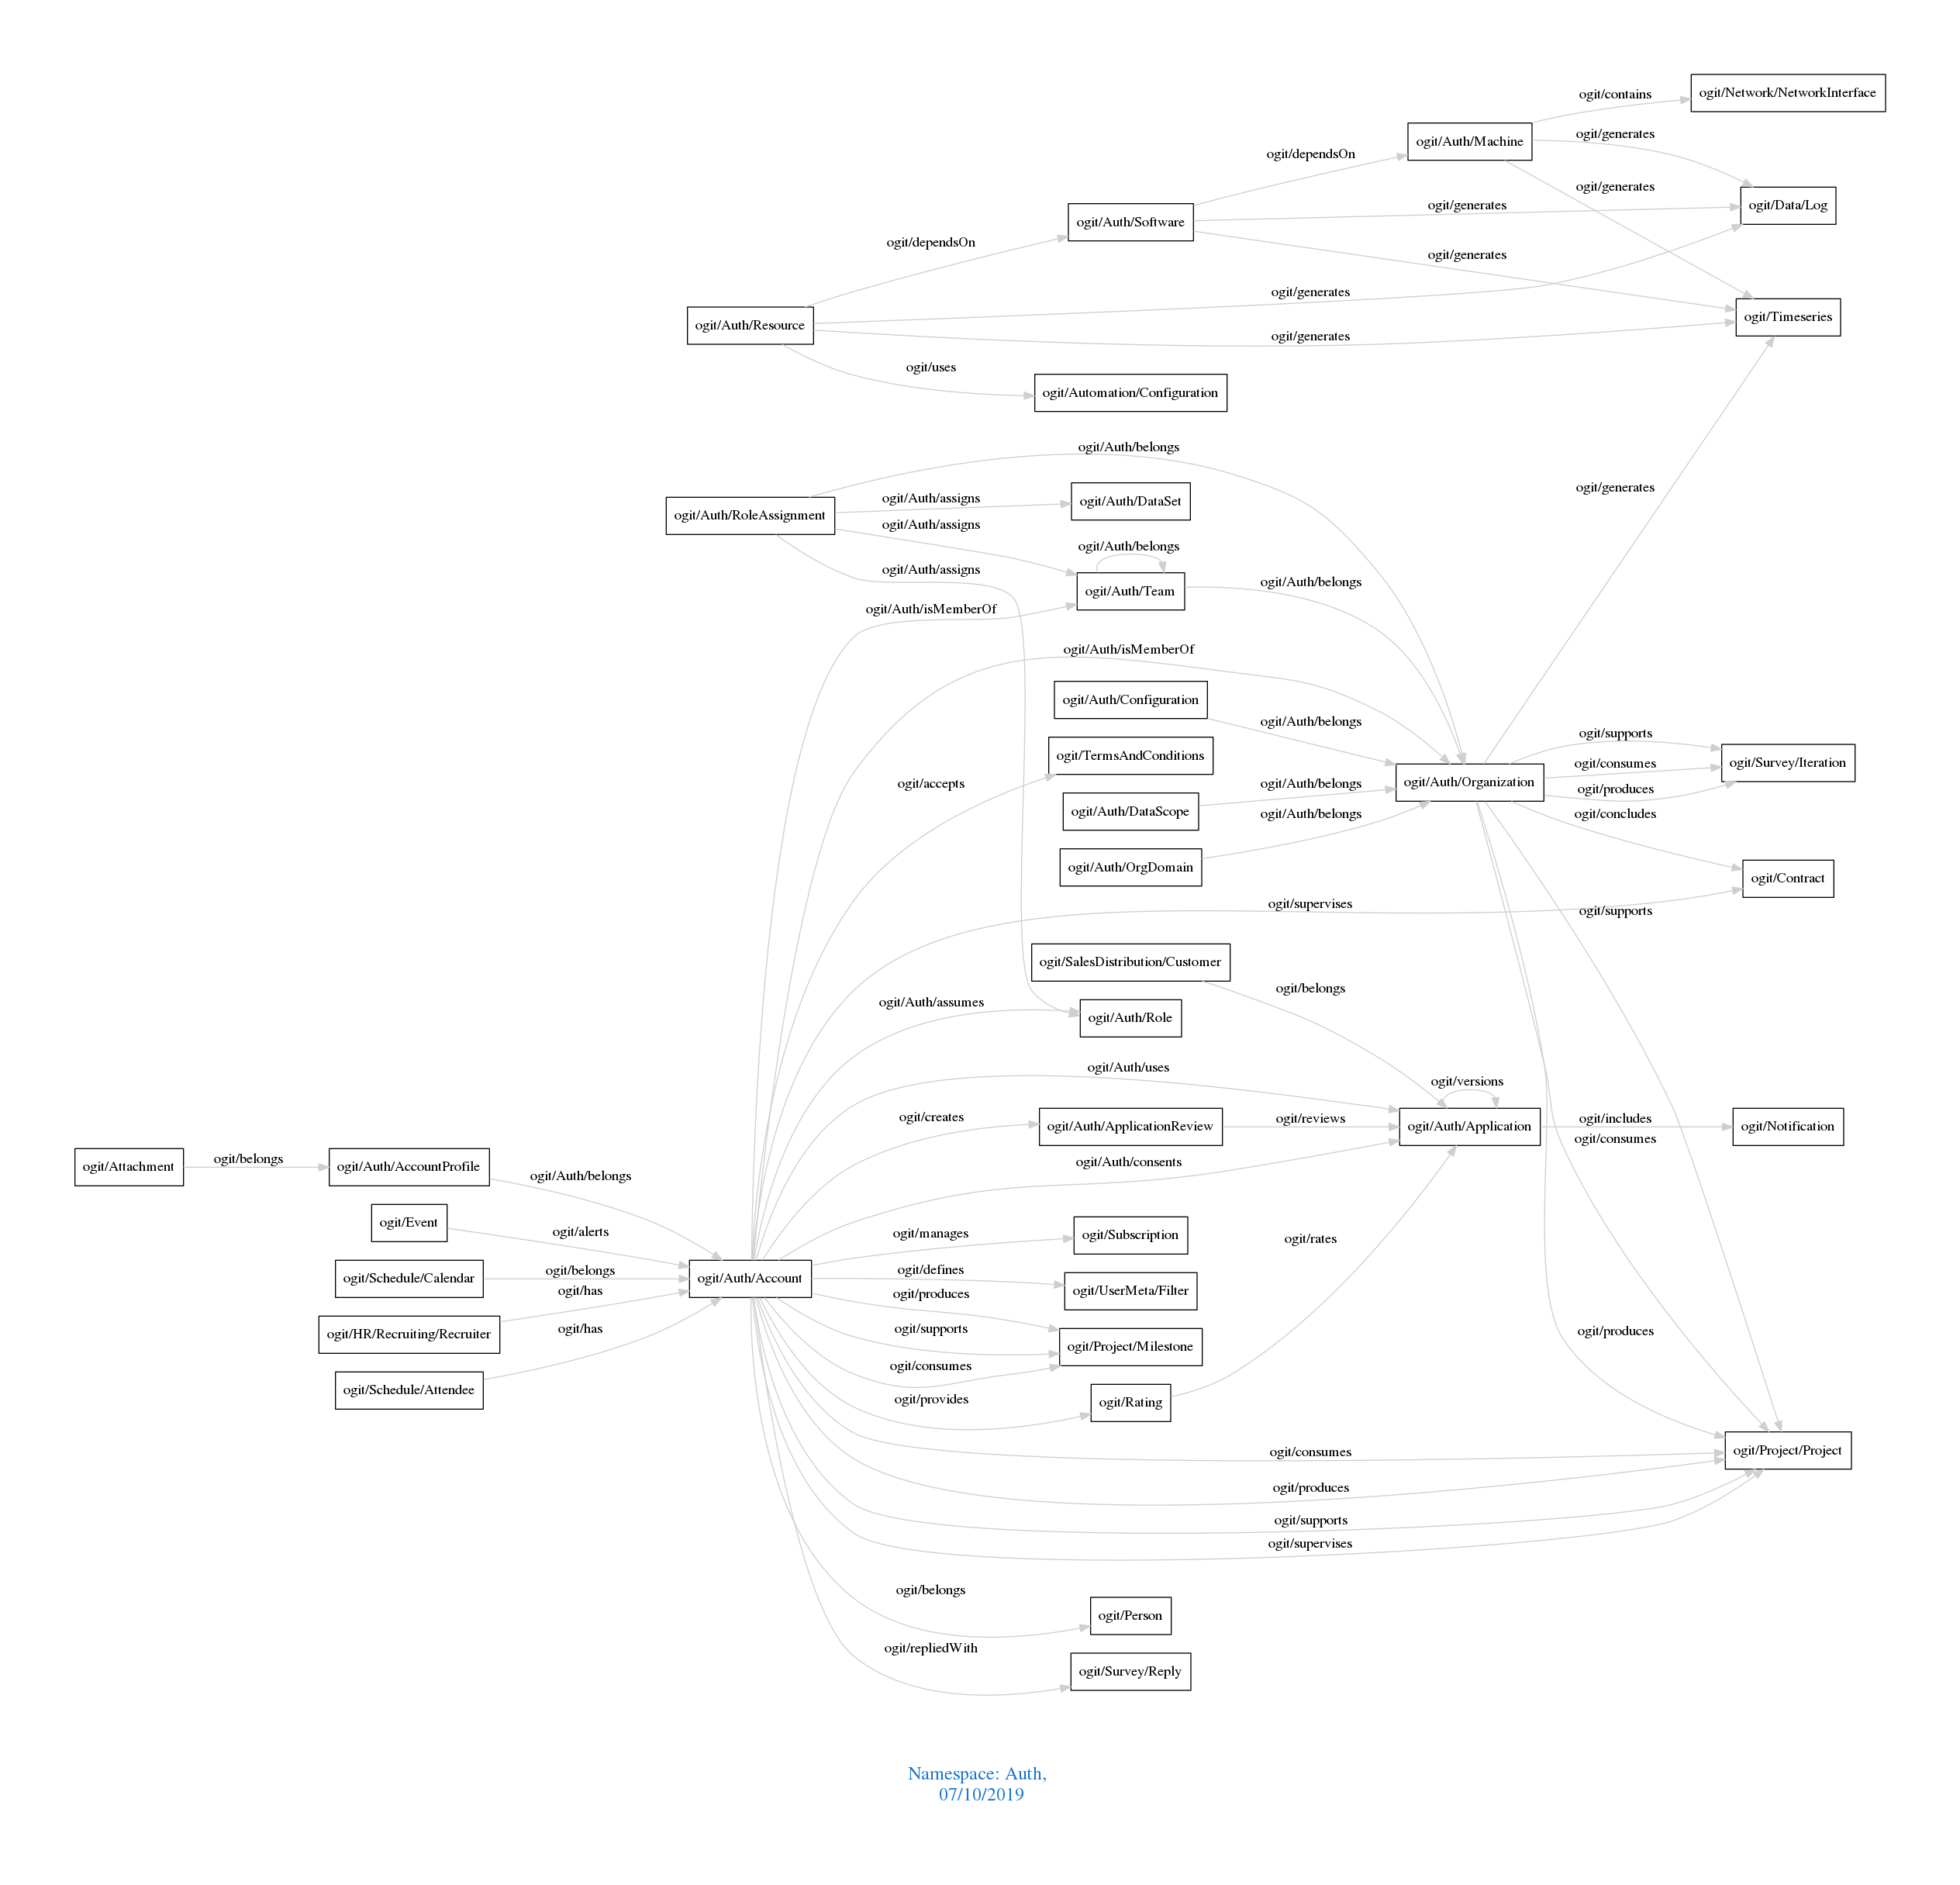 ogit/Network/NetworkInterface
ogit/contains
ogit/Auth/Machine
ogit/generates
ogit/dependsOn
ogit/generates
ogit/Data/Log
ogit/generates
ogit/Auth/Software
ogit/dependsOn
ogit/generates
ogit/generates
ogit/Timeseries
ogit/Auth/Resource
ogit/generates
ogit/uses
ogit/Automation/Configuration
ogit/Auth/belongs
ogit/generates
ogit/Auth/assigns
ogit/Auth/DataSet
ogit/Auth/RoleAssignment
ogit/Auth/assigns
ogit/Auth/belongs
ogit/Auth/assigns
ogit/Auth/belongs
ogit/Auth/Team
ogit/Auth/isMemberOf
ogit/Auth/isMemberOf
ogit/Auth/Configuration
ogit/Auth/belongs
ogit/supports
ogit/TermsAndConditions
ogit/consumes
ogit/Survey/Iteration
ogit/accepts
ogit/Auth/belongs
ogit/Auth/Organization
ogit/produces
ogit/Auth/DataScope
ogit/Auth/belongs
ogit/concludes
ogit/Auth/OrgDomain
ogit/Contract
ogit/supervises
ogit/supports
ogit/SalesDistribution/Customer
ogit/belongs
ogit/Auth/assumes
ogit/Auth/Role
ogit/Auth/uses
ogit/versions
ogit/creates
ogit/Auth/ApplicationReview
ogit/reviews
ogit/Auth/Application
ogit/includes
ogit/Notification
ogit/consumes
ogit/Attachment
ogit/belongs
ogit/Auth/AccountProfile
ogit/Auth/belongs
ogit/Auth/consents
ogit/Event
ogit/alerts
ogit/manages
ogit/Subscription
ogit/rates
ogit/Schedule/Calendar
ogit/belongs
ogit/Auth/Account
ogit/defines
ogit/has
ogit/produces
ogit/UserMeta/Filter
ogit/HR/Recruiting/Recruiter
ogit/has
ogit/supports
ogit/produces
ogit/Project/Milestone
ogit/consumes
ogit/Schedule/Attendee
ogit/provides
ogit/Rating
ogit/consumes
ogit/Project/Project
ogit/produces
ogit/supports
ogit/supervises
ogit/belongs
ogit/Person
ogit/repliedWith
ogit/Survey/Reply
Namespace: Auth,
07/10/2019